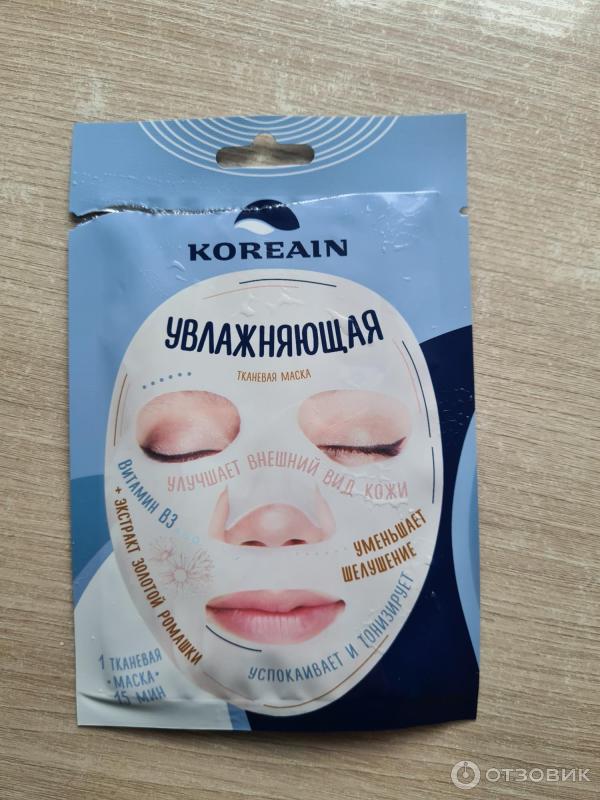 KOREAIN
УВЛАЖНЯЮЩАЯ
ТКАНЕВАЯ МАСКА
УЛУЧШАЕТ ВНЕШНИЙ ВИД КОЖИ
ВИТАМИН B3
+ ЭКСТРАКТ ЗОЛОТОЙ РОМАШКИ
УМЕНЬШАЕТ
ШЕЛУШЕНИЕ
УСПОКАИВАЕТ И ТОНИЗИРУЕТ
1 ТКАНЕВАЯ
•МАСКА•
15 МИН
ОТЗОВИК